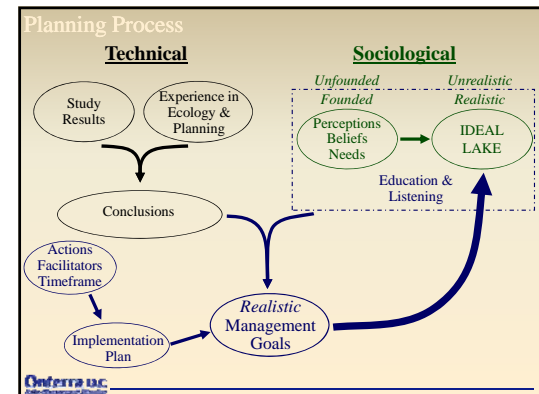 Planning Process
Technical
Sociological
Unfounded
Unrealistic
Founded
Realistic
Study
Results
Experience in
Ecology &
Planning
Perceptions
Beliefs
Needs
IDEAL
LAKE
Education &
Listening
Conclusions
Actions
Facilitators
Timeframe
Realistic
Management
Goals
Implementation
Plan
Onterra LLC